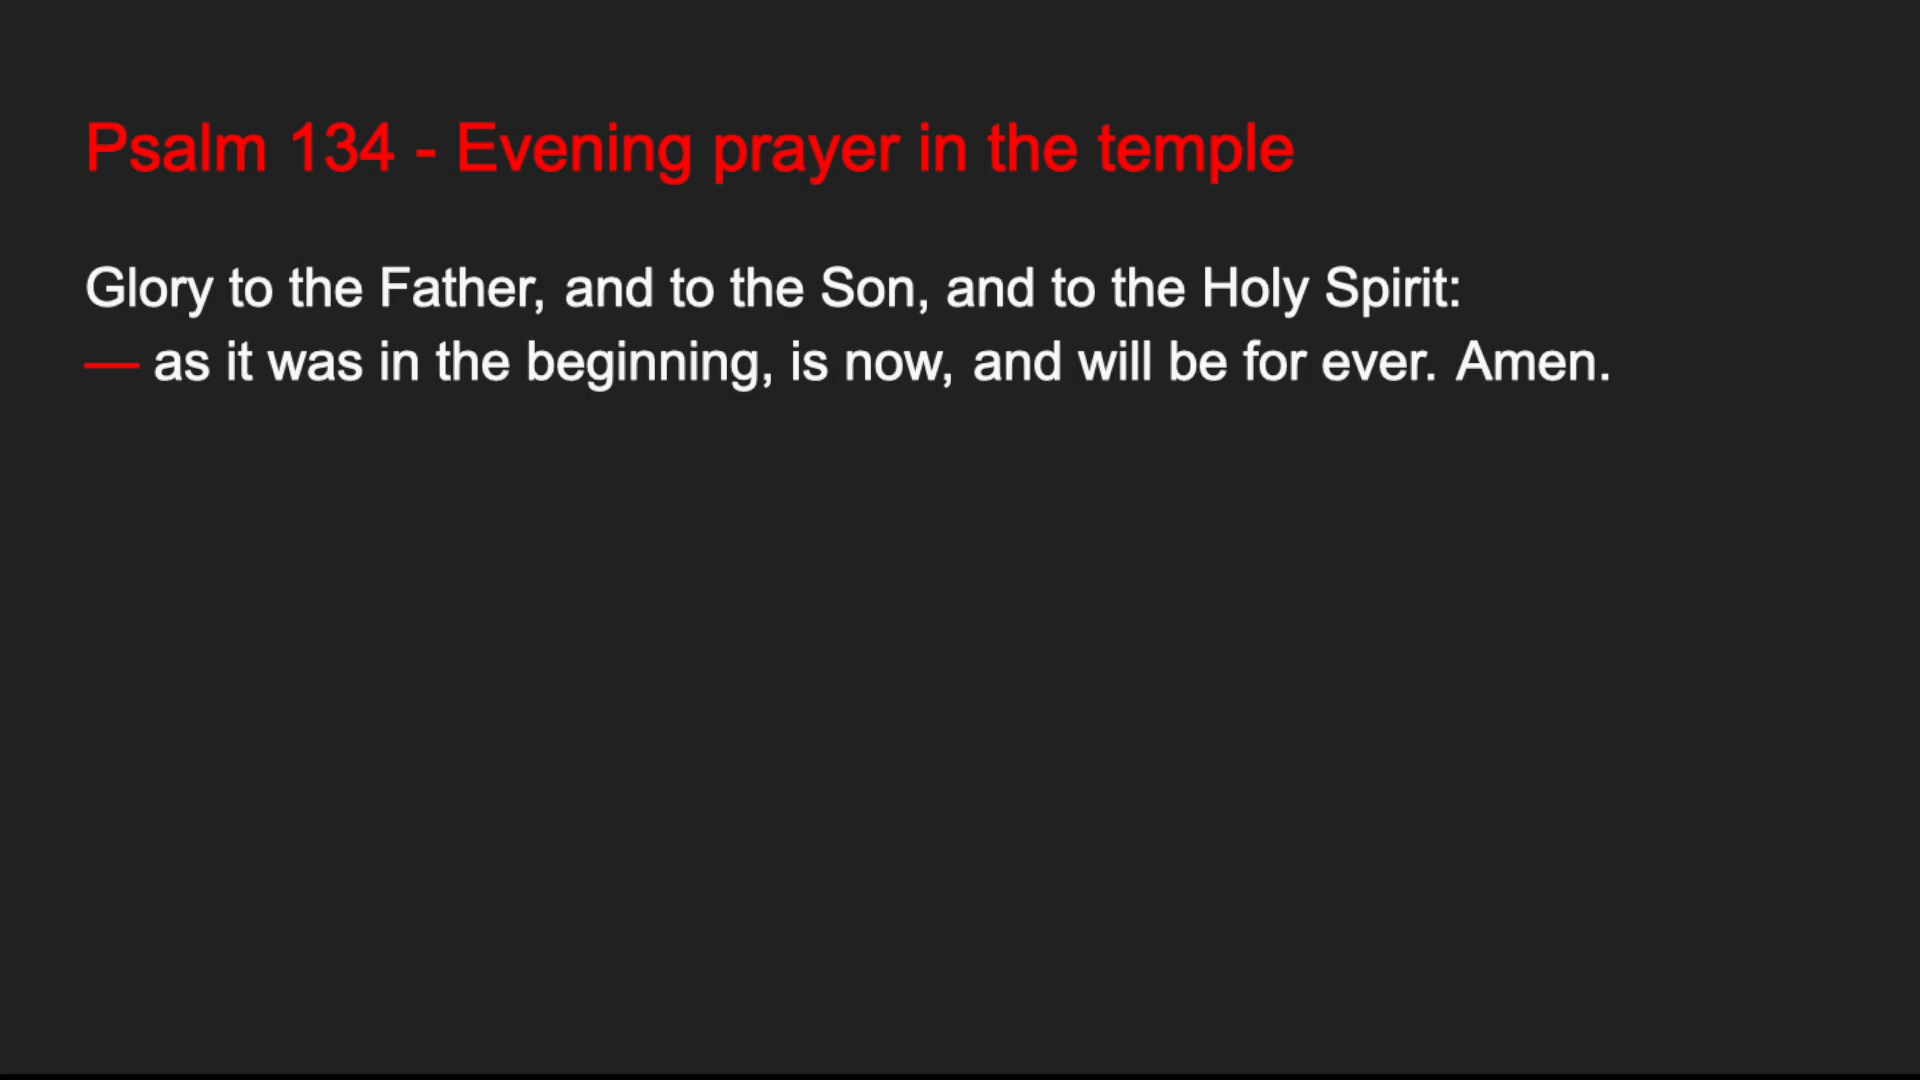 Psalm 134 - Evening prayer in the temple
Glory to the Father, and to the Son, and to the Holy Spirit:
— as it was in the beginning, is now, and will be for ever. Amen.